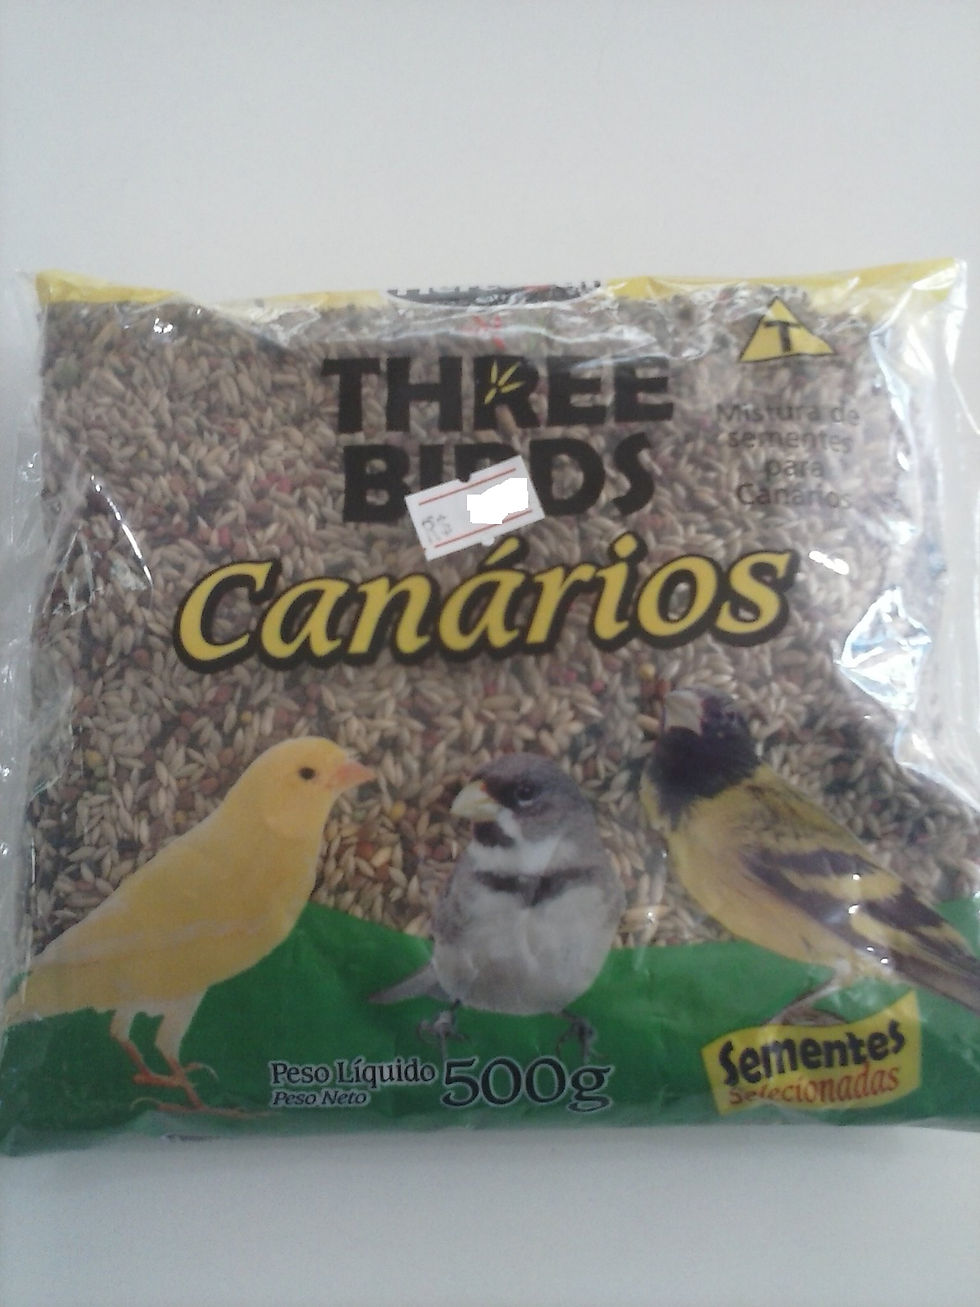 T
THREE
BIRDS
Mistura de
sementes
para
Canários
R$
Canários
Peso Líquido 500g
Peso Neto
Sementes
Selecionadas